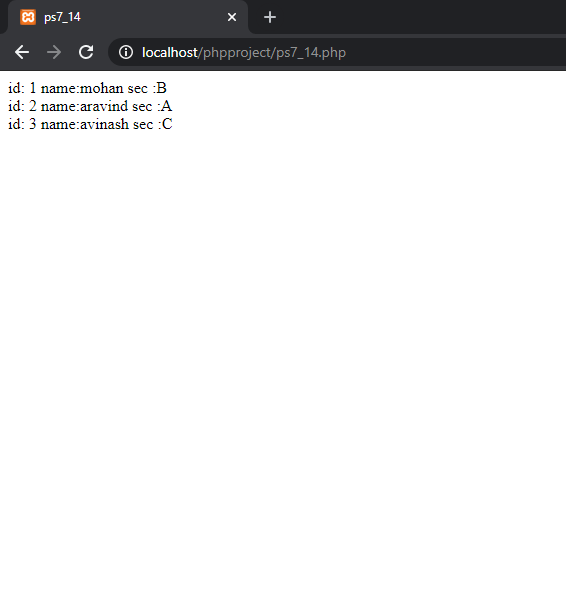 ps7_14
localhost/phpproject/ps7_14.php
id: 1 name:mohan sec :B
id: 2 name:aravind sec :A
id: 3 name:avinash sec :C